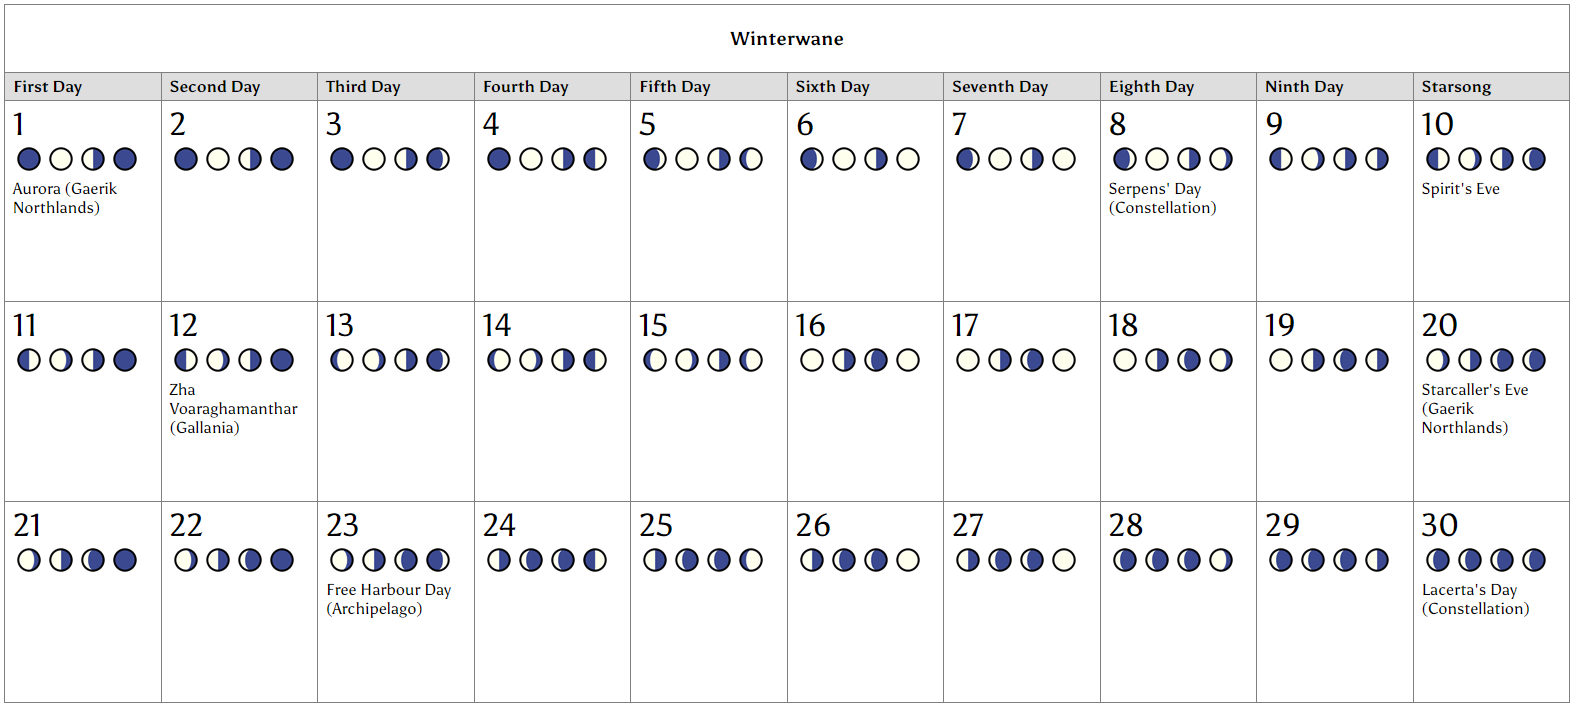 Winterwane
First Day Second Day Third Day Fourth Day Fifth Day Sixth Day Seventh Day Eighth Day Ninth Day Starsong
1 2 3 4 5 6 7 8 9 10
Aurora (Gaerik
Northlands)
Serpens' Day
(Constellation)
Spirit's Eve
11 12 13 14 15 16 17 18 19 20
Zha
Voaraghamanthar
(Gallania)
Starcaller's Eve
(Gaerik
Northlands)
21 22 23 24 25 26 27 28 29 30
Free Harbour Day
(Archipelago)
Lacerta's Day
(Constellation)